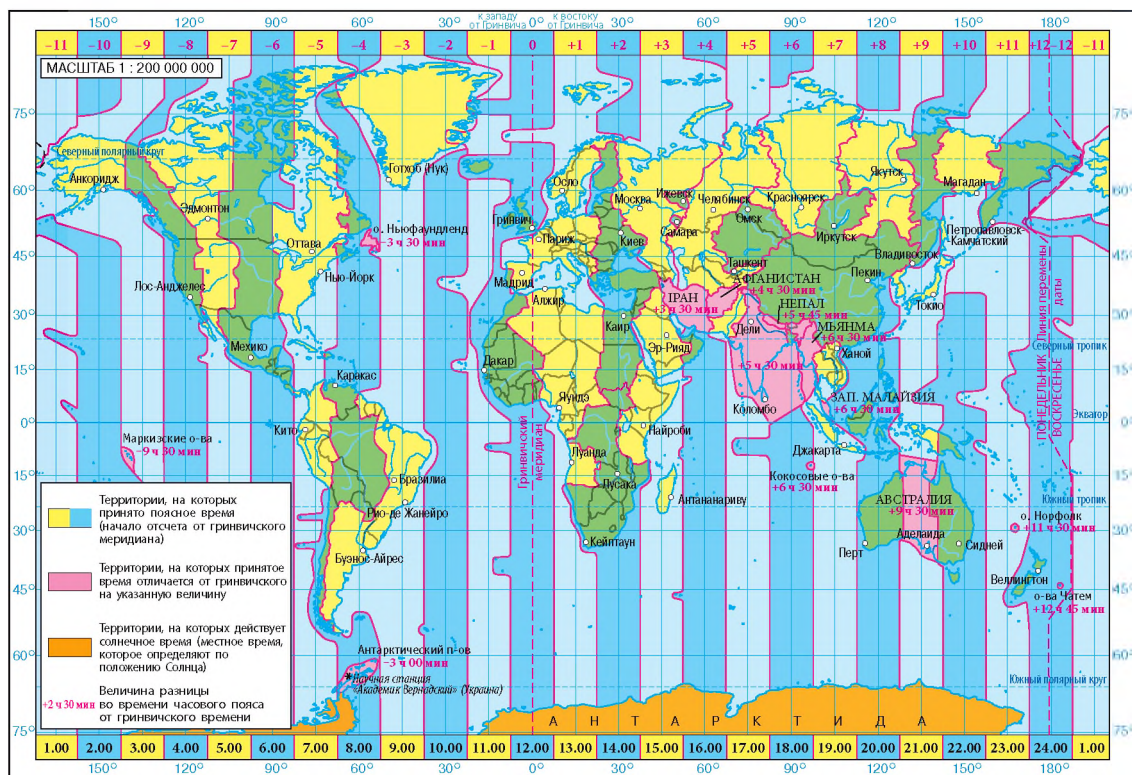 к западу
от Гринвича
к востоку
от Гринвича
–11 –10 –9 –8 –7 –6 –5 –4 –3 –2 –1 0 +1 +2 +3 +4 +5 +6 +7 +8 +9 +10 +11 +12 –12 –11
МАСШТАБ 1 : 200 000 000
75°
75°
Северный полярный круг
Анкоридж
Готхоб (Нук)
Осло
Москва
Ижевск
Челябинск
Красноярск
Якутск
Магадан
60°
60°
Эдмонтон
о. Ньюфаундленд
– 3 ч 30 мин
Гринвич
Париж
Киев
Самара
Омск
Иркутск
Петропавловск-
Камчатский
Оттава
45°
45°
Нью-Йорк
Мадрид
Ташкент
Владивосток
Пекин
АФГАНИСТАН
+4 ч 30 мин
Лос-Анджелес
Алжир
ИРАН
+3 ч 30 мин
НЕПАЛ
+5 ч 45 мин
Токио
30°
30°
Каир
Дели
МЬЯНМА
+6 ч 30 мин
Мехико
Эр-Рияд
Ханой
Северный тропик
Дакар
+5 ч 30 мин
15°
15°
Каракас
Яундэ
Коломбо
ЗАП. МАЛАЙЗИЯ
+6 ч 30 мин
Экватор
0°
0°
Кито
Найроби
Маркизские о-ва
–9 ч 30 мин
Гринвичский
меридиан
Луанда
Джакарта
Кокосовые о-ва
+6 ч 30 мин
15°
15°
Бразилиа
Лусака
Антананариву
АВСТРАЛИЯ
+9 ч 30 мин
Южный тропик
Рио-де Жанейро
о. Норфолк
+11 ч 30 мин
30°
30°
Буэнос-Айрес
Кейптаун
Перт
Аделаида
Сидней
Веллингтон
о-ва Чатем
+12 ч 45 мин
45°
45°
ПОНЕДЕЛЬНИК
Линия перемены
даты
ВОСКРЕСЕНЬЕ
60°
60°
Антарктический п-ов
–3 ч 00 мин
Научная станция
«Академик Вернадский» (Украина)
Южный полярный круг
75°
75°
АНТАРКТИДА
Территории, на которых
принято поясное время
(начало отсчета от гринвичского
меридиана)
Территории, на которых принятое
время отличается от гринвичского
на указанную величину
Территории, на которых действует
солнечное время (местное время,
которое определяют по
положению Солнца)
+2 ч 30 мин
Величина разницы
во времени часового пояса
от гринвичского времени
1.00 2.00 3.00 4.00 5.00 6.00 7.00 8.00 9.00 10.00 11.00 12.00 13.00 14.00 15.00 16.00 17.00 18.00 19.00 20.00 21.00 22.00 23.00 24.00 1.00
150° 120° 90° 60° 30° 0° 30° 60° 90° 120° 150° 180°
150° 120° 90° 60° 30° 0° 30° 60° 90° 120° 150° 180°